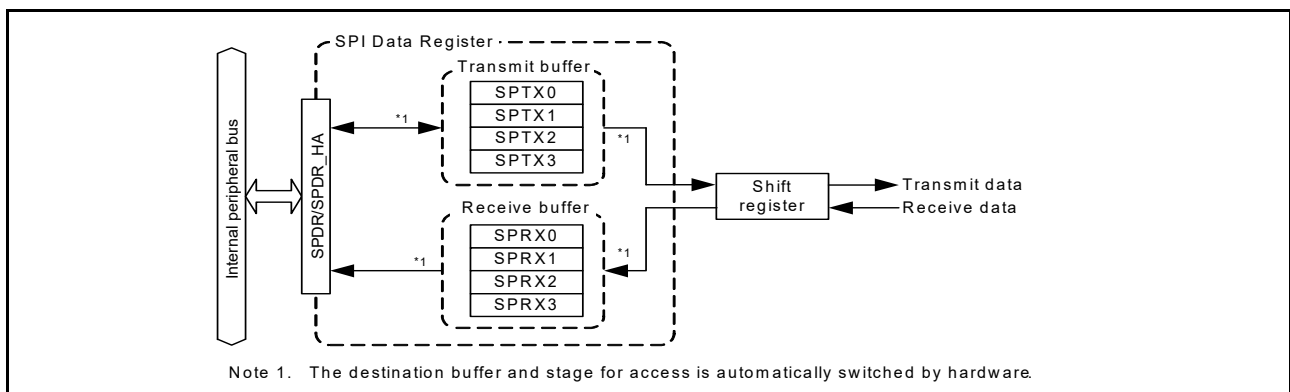 SPI Data Register
Transmit buffer
SPTX0
SPTX1
SPTX2
SPTX3
*1
*1
Internal peripheral bus
SPDR/SPDR_HA
Shift
register
Transmit data
Receive data
Receive buffer
SPRX0
SPRX1
SPRX2
SPRX3
*1
*1
Note 1. The destination buffer and stage for access is automatically switched by hardware.